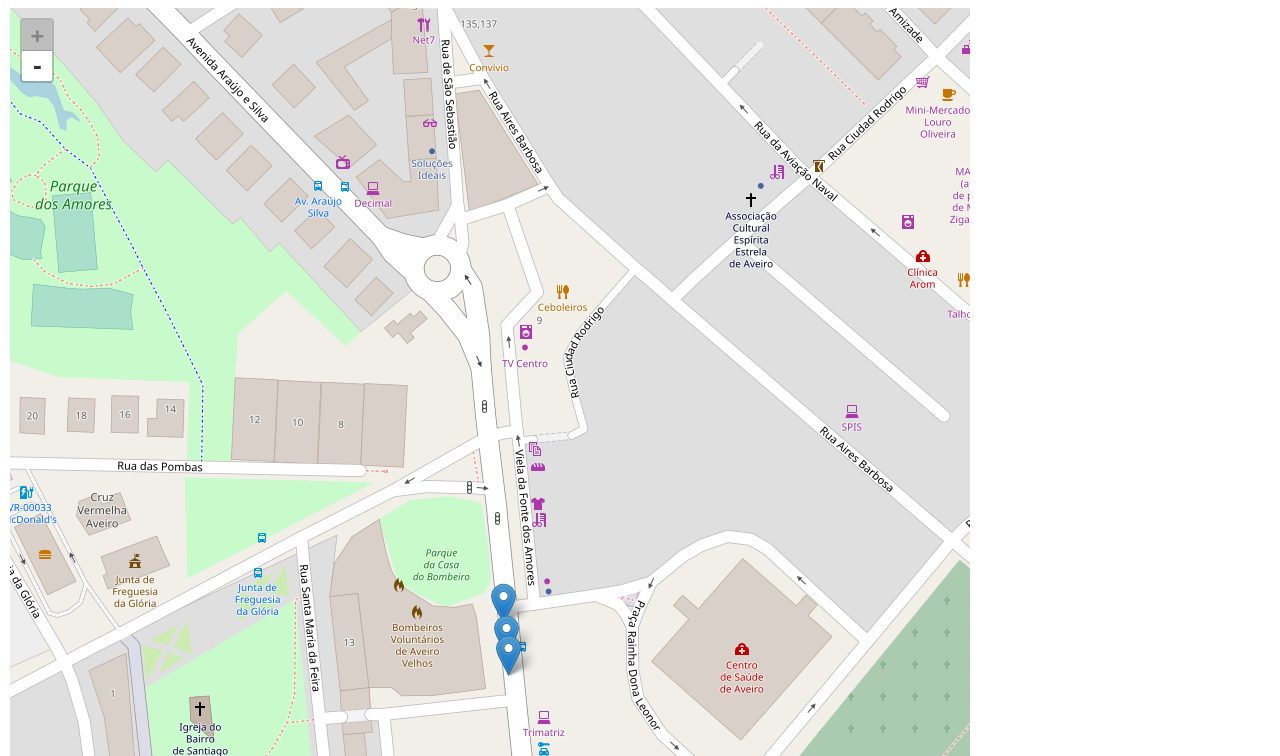 +
-
Avenida Araújo e Silva
Net7
Rua de São Sebastião
135,137
Convívio
Rua Aires Barbosa
Soluções
Ideais
Av. Araújo
Silva
Decimal
Parque
dos Amores
Amizade
Mini-Mercado
Louro
Oliveira
Rua Ciudad Rodrigo
Rua da Aviação Naval
Associação
Cultural
Espírita
Estrela
de Aveiro
Clínica
Arom
Talho
Ceboleiros
9
TV Centro
Rua Ciudad Rodrigo
SPIS
Rua Aires Barbosa
20
18
16
14
12
10
8
Rua das Pombas
VR-00033
McDonald's
Cruz
Vermelha
Aveiro
Junta de
Freguesia
da Glória
Junta de
Freguesia
da Glória
ia da Glória
Rua Santa Maria da Feira
Parque
da Casa
do Bombeiro
Bombeiros
Voluntários
de Aveiro
Velhos
13
Viela da Fonte dos Amores
Praça Rainha Dona Leonor
Centro
de Saúde
de Aveiro
1
Igreja do
Bairro
de Santiago
Trimatriz